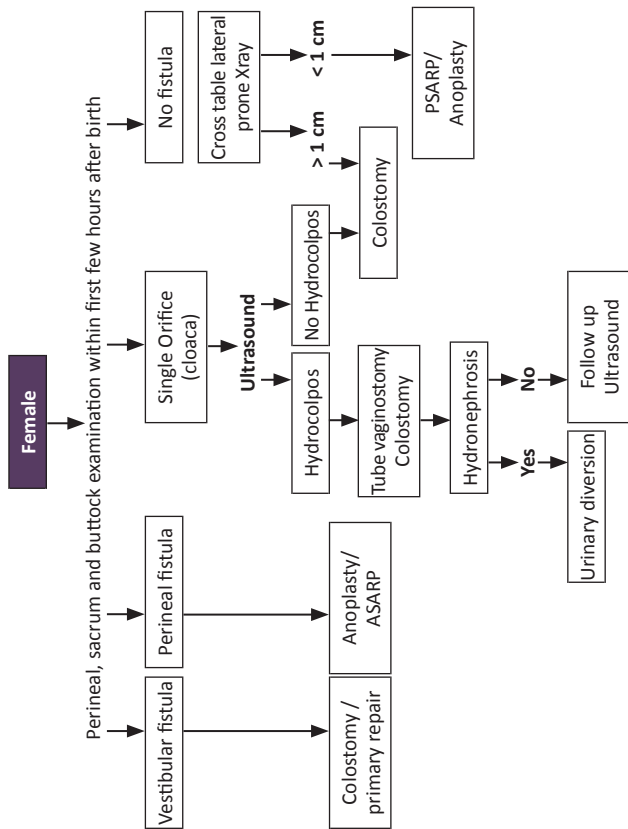 Female
Perineal, sacrum and buttock examination within first few hours after birth
Vestibular fistula
Perineal fistula
Single Orifice
(cloaca)
No fistula
Colostomy /
primary repair
Anoplasty/
ASARP
Ultrasound
Hydrocolpos
No Hydrocolpos
Tube vaginostomy
Colostomy
Hydronephrosis
Yes
No
Urinary diversion
Follow up
Ultrasound
Cross table lateral
prone Xray
> 1 cm
< 1 cm
Colostomy
PSARP/
Anoplasty